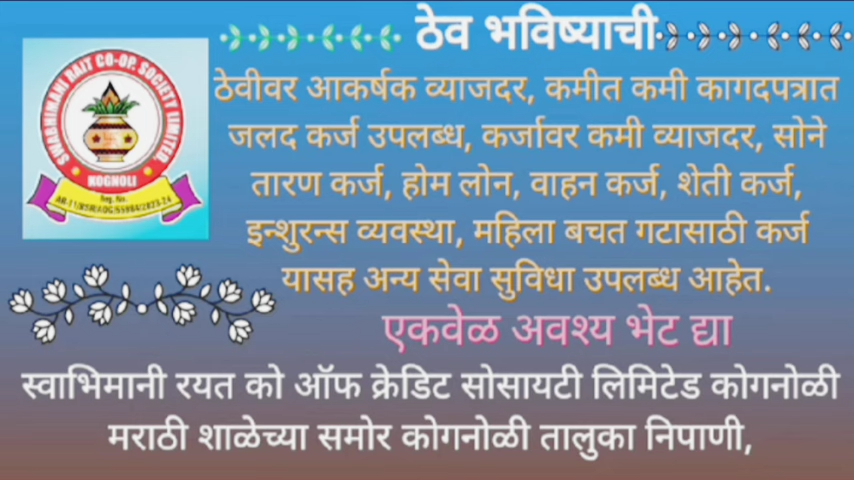 ठेव भविष्याची
ठेवीवर आकर्षक व्याजदर, कमीत कमी कागदपत्रात
जलद कर्ज उपलब्ध, कर्जावर कमी व्याजदर, सोने
तारण कर्ज, होम लोन, वाहन कर्ज, शेती कर्ज,
इन्शुरन्स व्यवस्था, महिला बचत गटासाठी कर्ज
यासह अन्य सेवा सुविधा उपलब्ध आहेत.
एकवेळ अवश्य भेट द्या
स्वाभिमानी रयत को ऑफ क्रेडिट सोसायटी लिमिटेड कोगनोळी
मराठी शाळेच्या समोर कोगनोळी तालुका निपाणी,
SWABHIMANI RAIT CO-OP. SOCIETY LIMITED.
KOGNOLI
Reg. No.